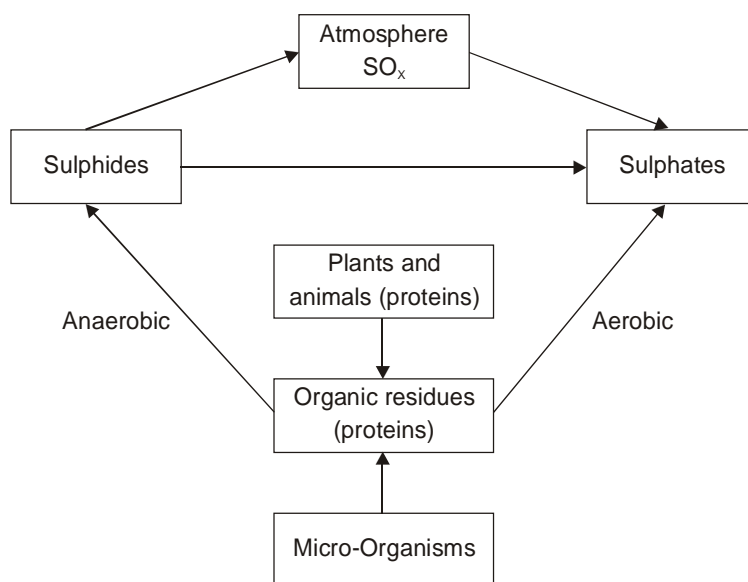 Atmosphere
SOₓ
Sulphides
Sulphates
Plants and
animals (proteins)
Anaerobic
Aerobic
Organic residues
(proteins)
Micro-Organisms